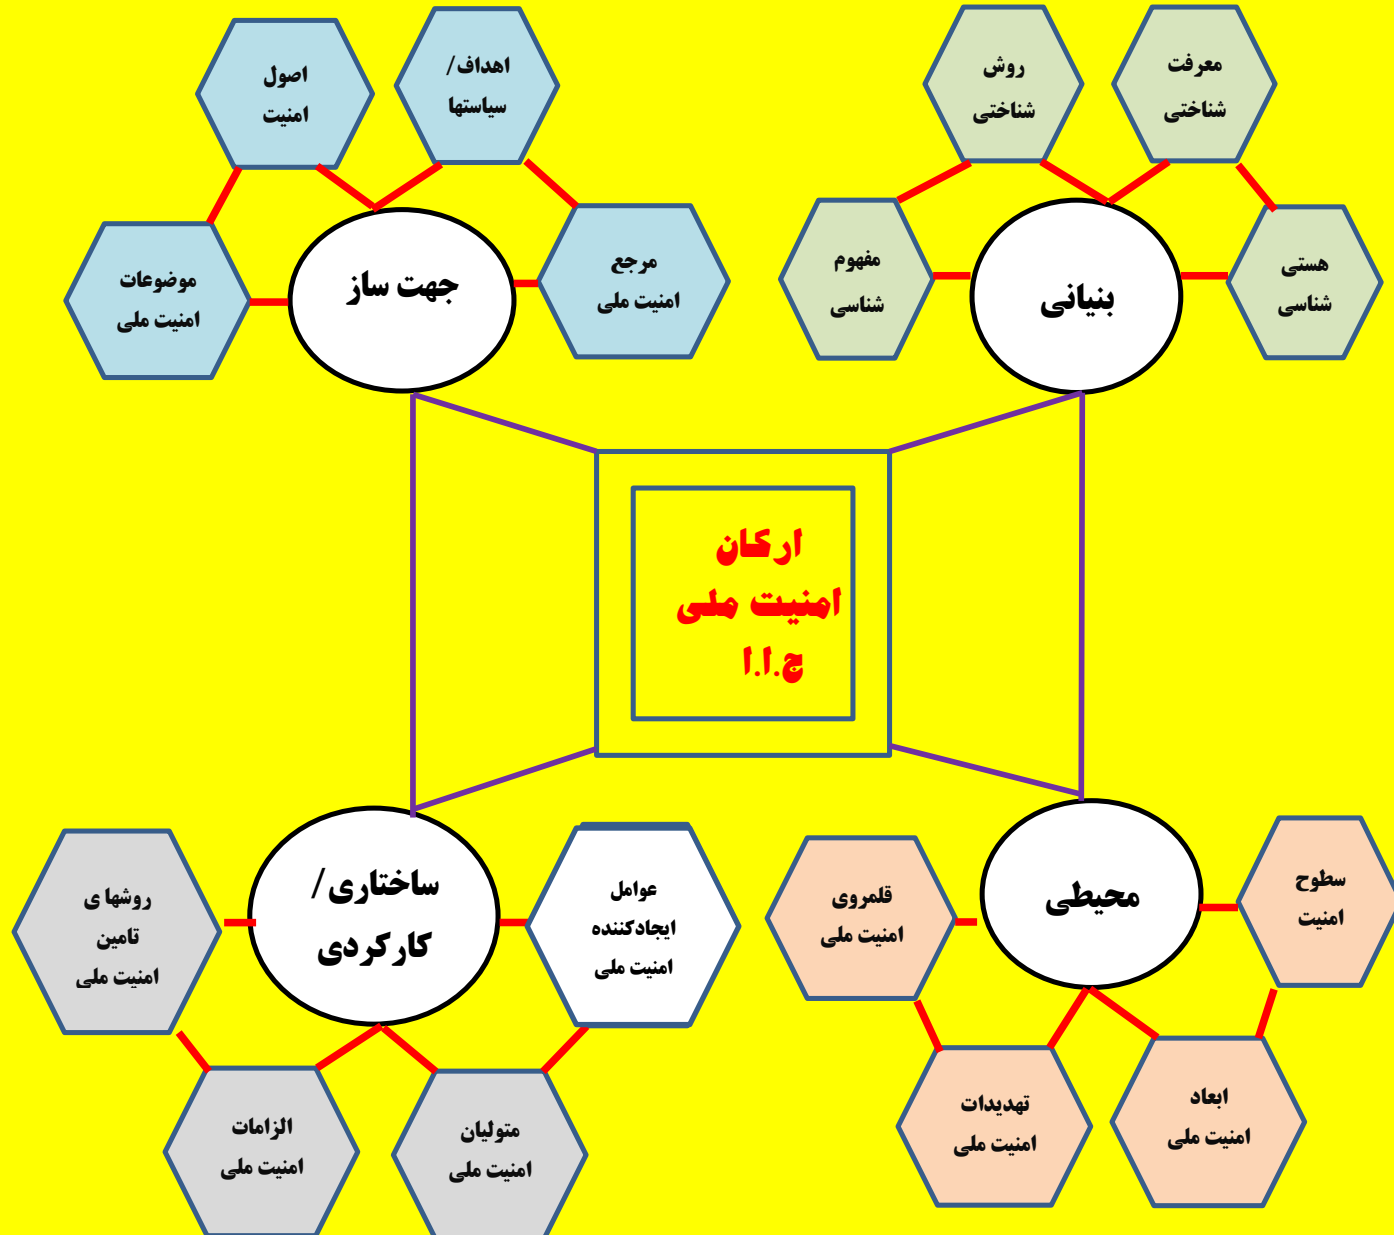 معرفت
شناختی
روش
شناختی
هستی
شناسی
مفهوم
شناسی
بنیانی
اهداف/
سیاستها
اصول
امنیت
مرجع
امنیت ملی
موضوعات
امنیت ملی
جهت ساز
ارکان
امنیت ملی
ج.ا.ا
سطوح
امنیت
قلمروی
امنیت ملی
محیطی
ابعاد
امنیت ملی
تهدیدات
امنیت ملی
عوامل
ایجادکننده
امنیت ملی
ساختاری/
کارکردی
روشها ی
تامین
امنیت ملی
متولیان
امنیت ملی
الزامات
امنیت ملی